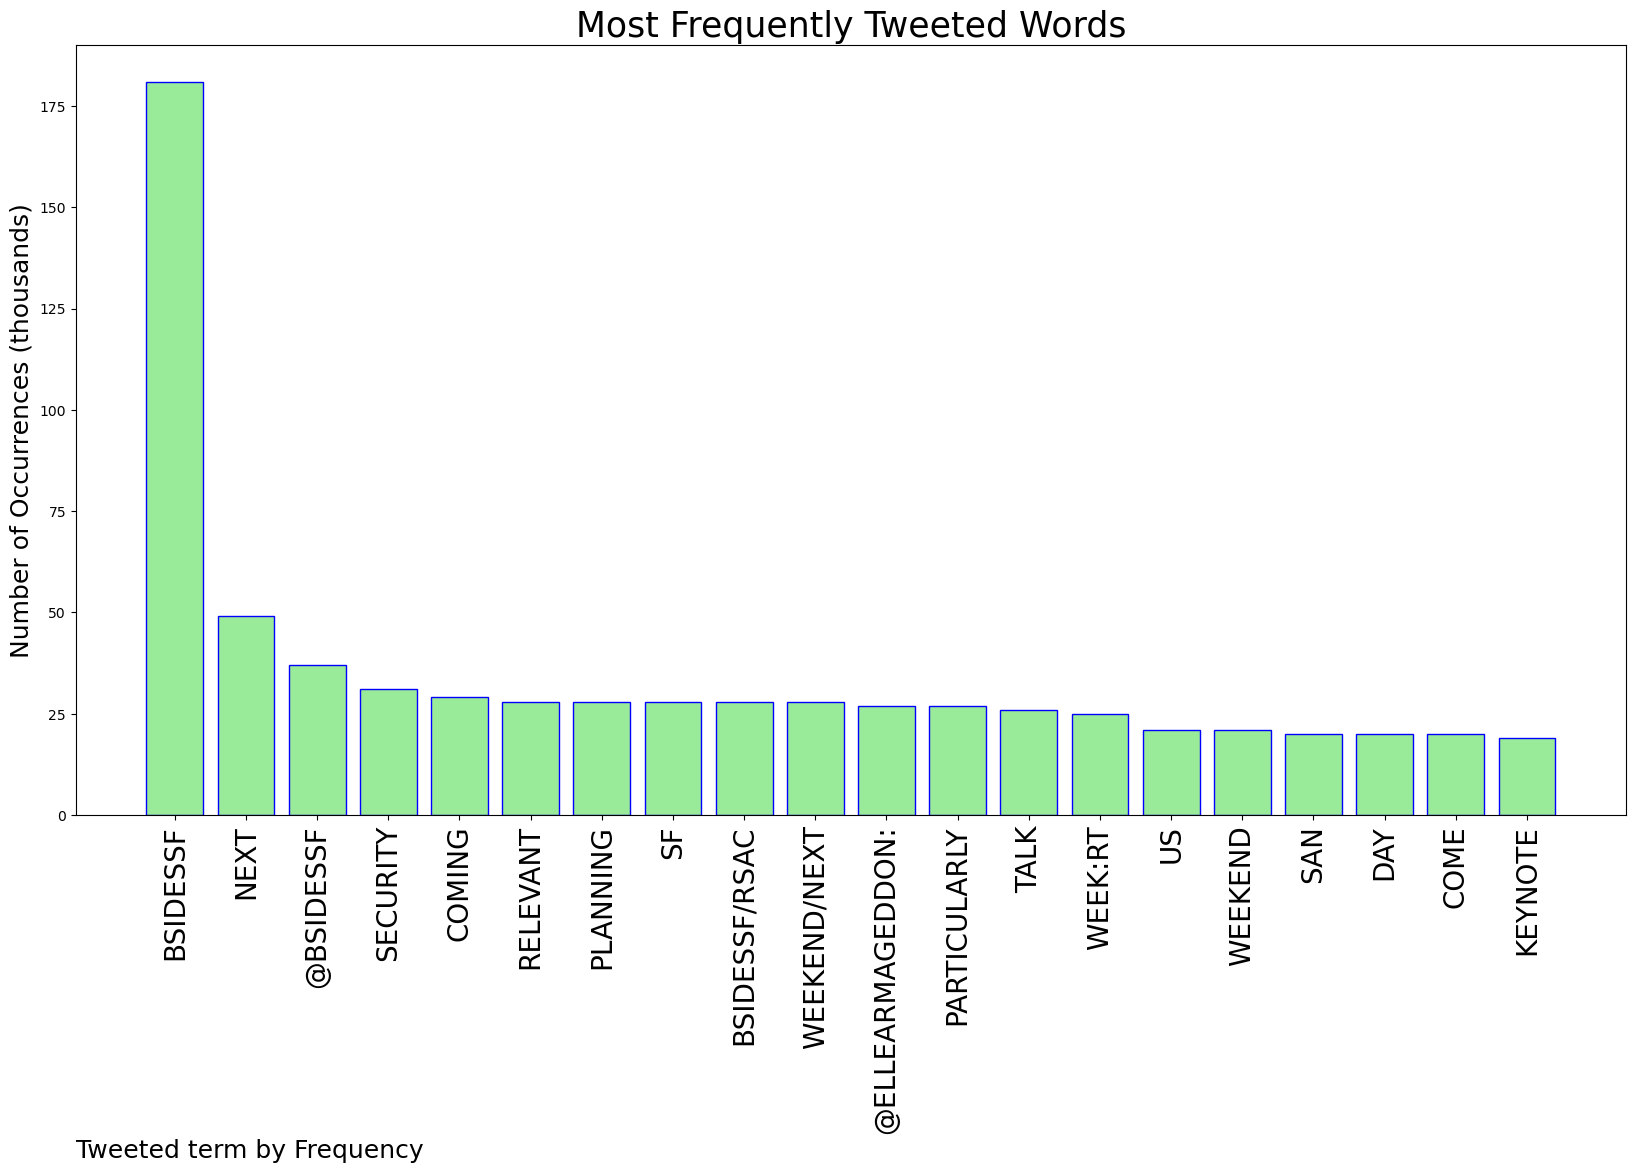 Most Frequently Tweeted Words
Number of Occurrences (thousands)
175
150
125
100
75
50
25
0
BSIDESSF
NEXT
@BSIDESSF
SECURITY
COMING
RELEVANT
PLANNING
SF
BSIDESSF/RSAC
WEEKEND/NEXT
@ELLEARMAGEDDON:
PARTICULARLY
TALK
WEEK:RT
US
WEEKEND
SAN
DAY
COME
KEYNOTE
Tweeted term by Frequency